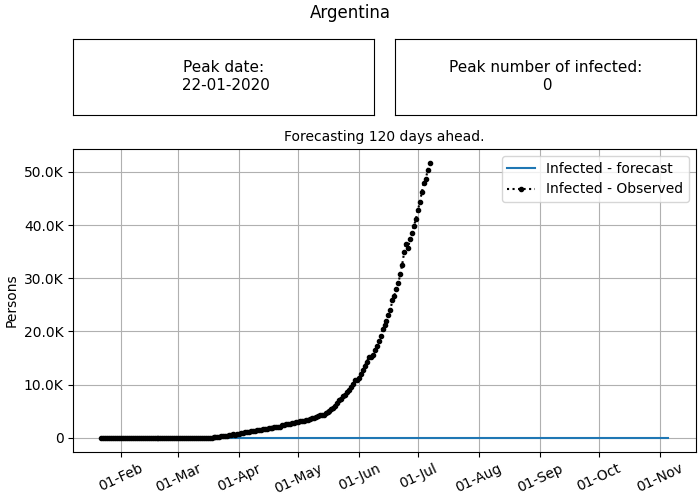 Argentina
Peak date:
22-01-2020
Peak number of infected:
0
Forecasting 120 days ahead.
Infected - forecast
Infected - Observed
Persons
50.0K
40.0K
30.0K
20.0K
10.0K
0
01-Feb
01-Mar
01-Apr
01-May
01-Jun
01-Jul
01-Aug
01-Sep
01-Oct
01-Nov